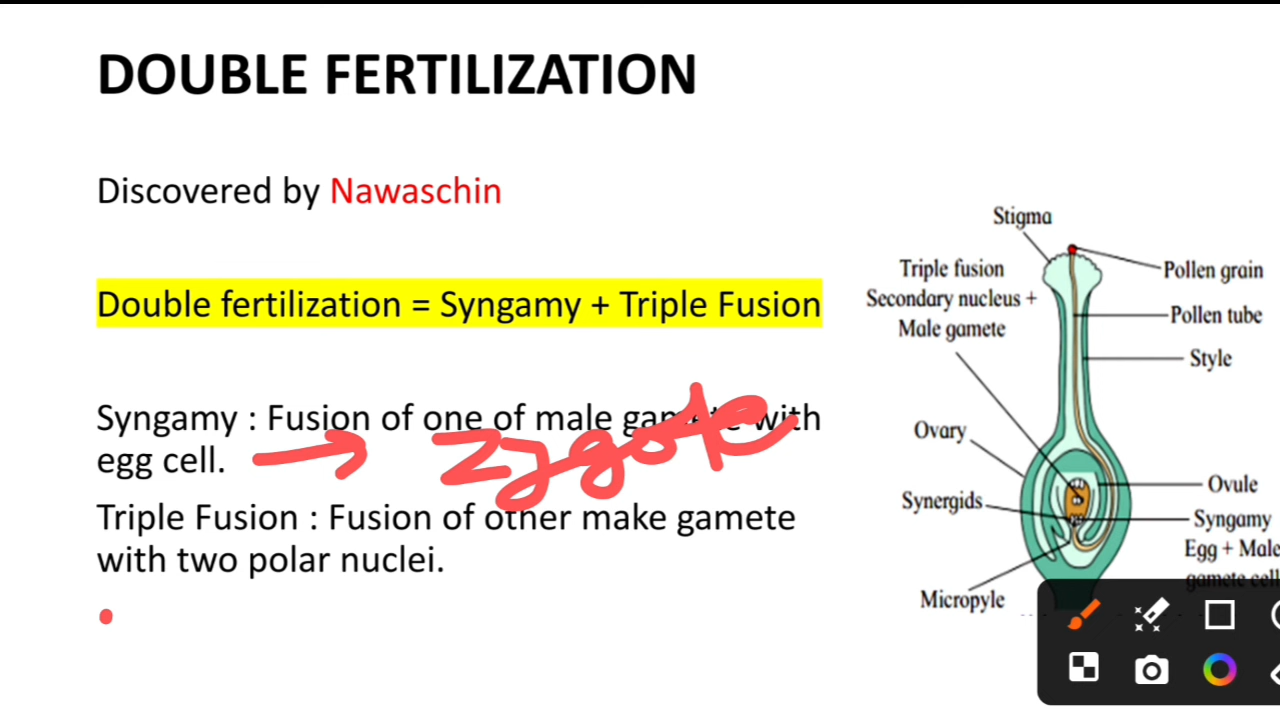 DOUBLE FERTILIZATION
Discovered by Nawaschin
Double fertilization = Syngamy + Triple Fusion
Syngamy : Fusion of one of male gamete with
egg cell. → zygote
Triple Fusion : Fusion of other make gamete
with two polar nuclei.
Stigma
Triple fusion
Secondary nucleus +
Male gamete
Pollen grain
Pollen tube
Style
Ovary
Synergids
Micropyle
Ovule
Syngamy
Egg + Male
gamete cell